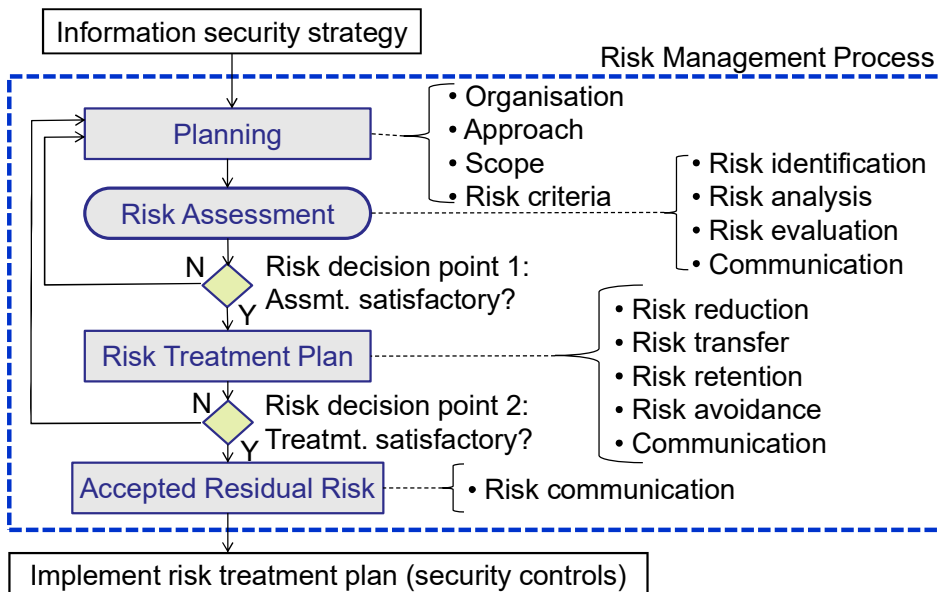 Information security strategy
Risk Management Process
Planning
• Organisation
• Approach
• Scope
• Risk criteria
Risk Assessment
• Risk identification
• Risk analysis
• Risk evaluation
• Communication
N
Risk decision point 1:
Assmt. satisfactory?
Y
Risk Treatment Plan
• Risk reduction
• Risk transfer
• Risk retention
• Risk avoidance
• Communication
N
Risk decision point 2:
Treatmt. satisfactory?
Y
Accepted Residual Risk
• Risk communication
Implement risk treatment plan (security controls)